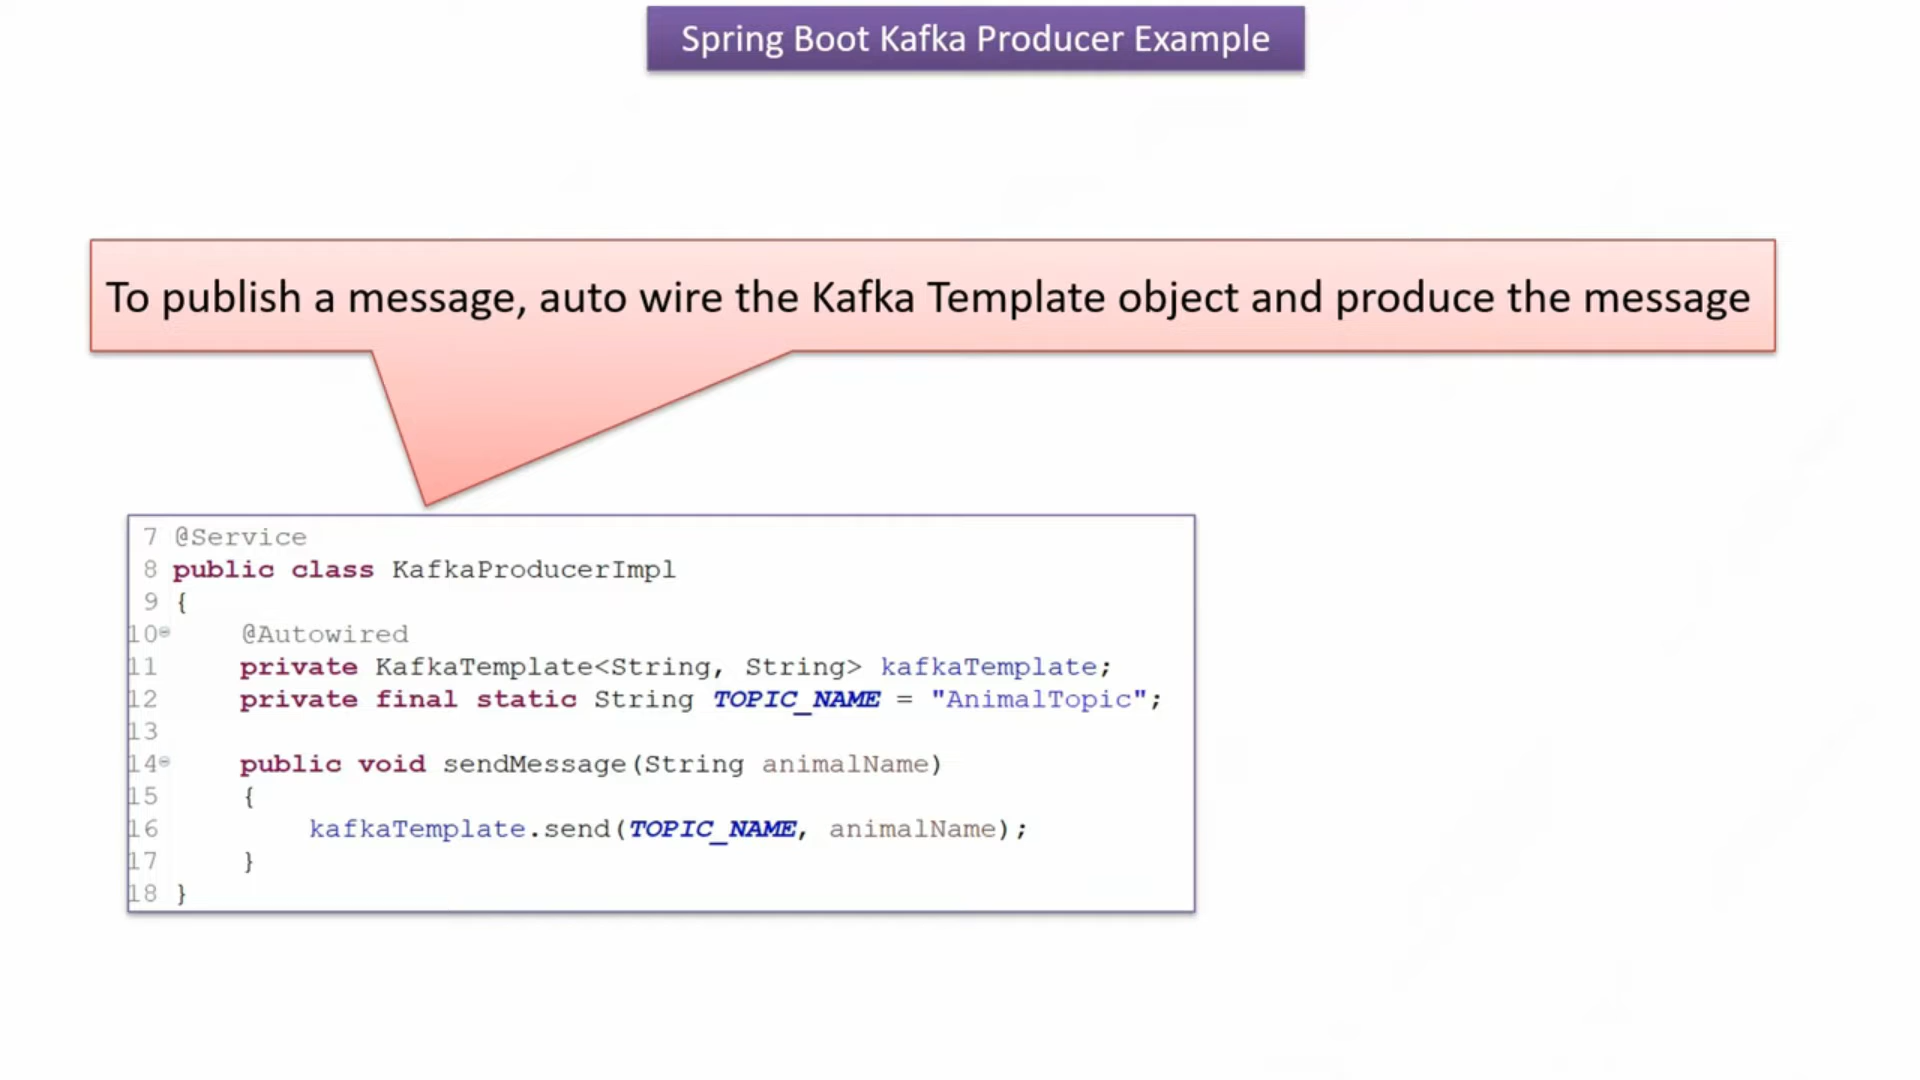 Spring Boot Kafka Producer Example
To publish a message, auto wire the Kafka Template object and produce the message
7 @Service
8 public class KafkaProducerImpl
9 {
10 @Autowired
11 private KafkaTemplate<String, String> kafkaTemplate;
12 private final static String TOPIC_NAME = "AnimalTopic";
13
14 public void sendMessage(String animalName)
15 {
16 kafkaTemplate.send(TOPIC_NAME, animalName);
17 }
18 }